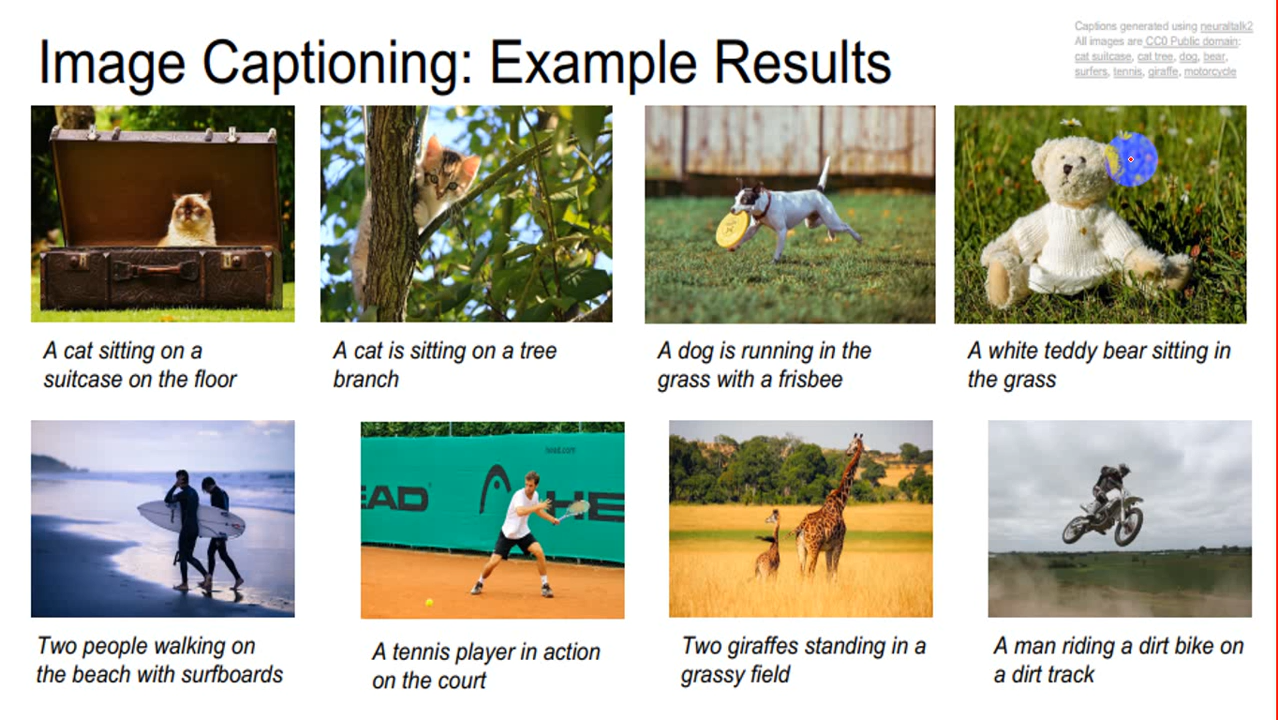 Image Captioning: Example Results
Captions generated using neuraltalk2
All images are CC0 Public domain:
cat suitcase, cat tree, dog, bear,
surfers, tennis, giraffe, motorcycle
A cat sitting on a
suitcase on the floor
A cat is sitting on a tree
branch
A dog is running in the
grass with a frisbee
A white teddy bear sitting in
the grass
EAD
head.com
HE
Two people walking on
the beach with surfboards
A tennis player in action
on the court
Two giraffes standing in a
grassy field
A man riding a dirt bike on
a dirt track